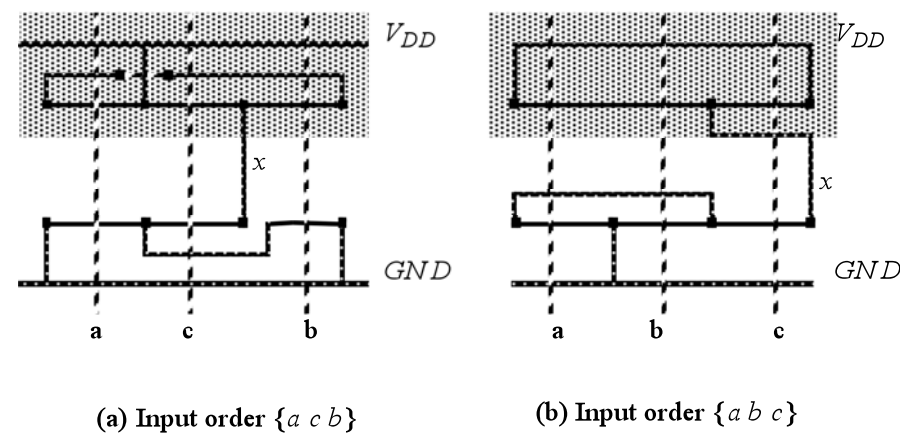 V_DD
x
GND
a c b
(a) Input order {a c b}
V_DD
x
GND
a b c
(b) Input order {a b c}